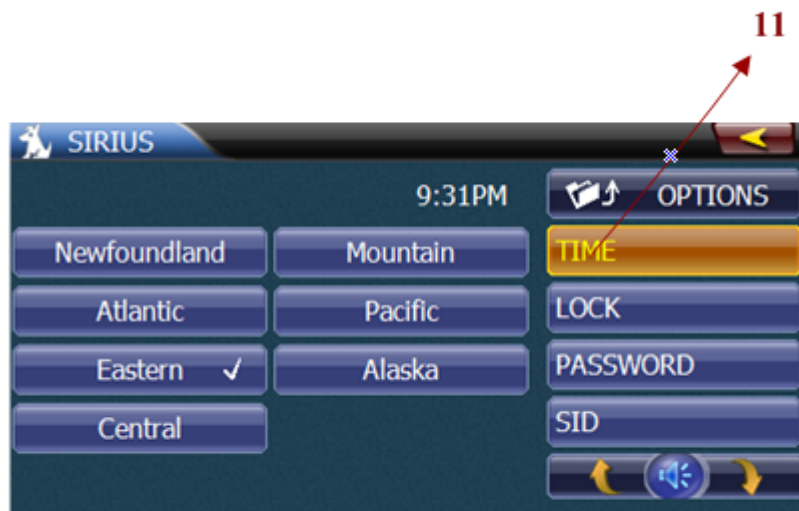 11
SIRIUS
9:31PM
OPTIONS
Newfoundland
Mountain
TIME
Atlantic
Pacific
LOCK
Eastern ✓
Alaska
PASSWORD
Central
SID